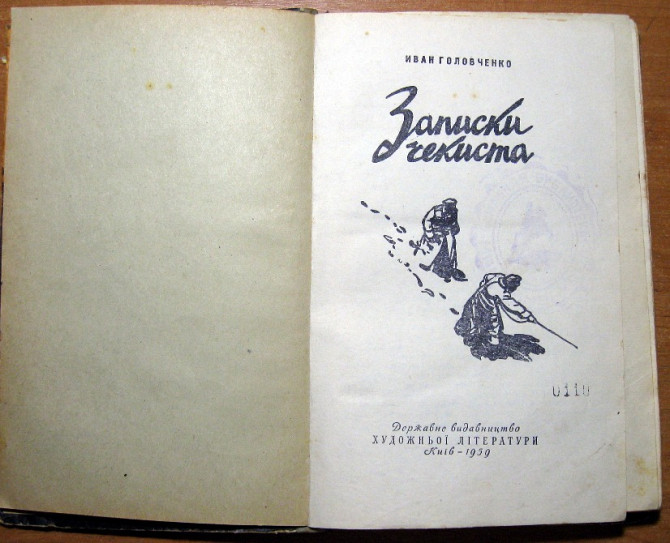 ИВАН ГОЛОВЧЕНКО
Записки
чекиста
0110
Державне видавництво
ХУДОЖНЬОЇ ЛІТЕРАТУРИ
Київ – 1959